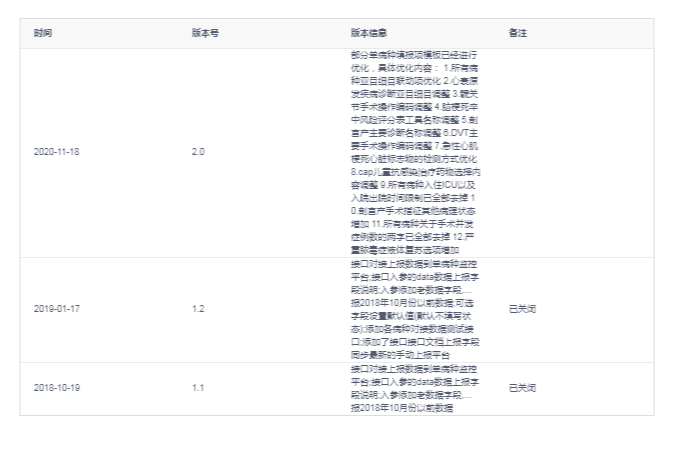 时间 版本号 版本信息 备注
部分单病种填报项模板已经进行
优化，具体优化内容： 1.所有病
种亚目组目联动项优化 2.心衰原
发疾病诊断亚目组目调整 3.髋关
节手术操作编码调整 4.脑梗死卒
中风险评分表工具名称调整 5.剖
宫产主要诊断名称调整 6.DVT主
要手术操作编码调整 7.急性心肌
梗死心脏标志物的检测方式优化
8.cap儿童抗感染治疗药物选择内
容调整 9.所有病种入住ICU以及
入院出院时间限制已全部去掉 1
0.剖宫产手术指征其他病理状态
增加 11.所有病种关于手术并发
症例数的两字已全部去掉 12.严
重脓毒症液体复苏选项增加
2020-11-18 2.0
接口对接上报数据到单病种监控
平台;接口入参的data数据上报字
段说明;入参添加老数据字段,...
报2018年10月份以前数据;可选
字段设置默认值(默认不填写状
态);添加各病种对接数据测试接
口;添加了接口接口文档上报字段
同步最新的手动上报平台
2019-01-17 1.2 已关闭
接口对接上报数据到单病种监控
平台;接口入参的data数据上报字
段说明;入参添加老数据字段,...
报2018年10月份以前数据
2018-10-19 1.1 已关闭